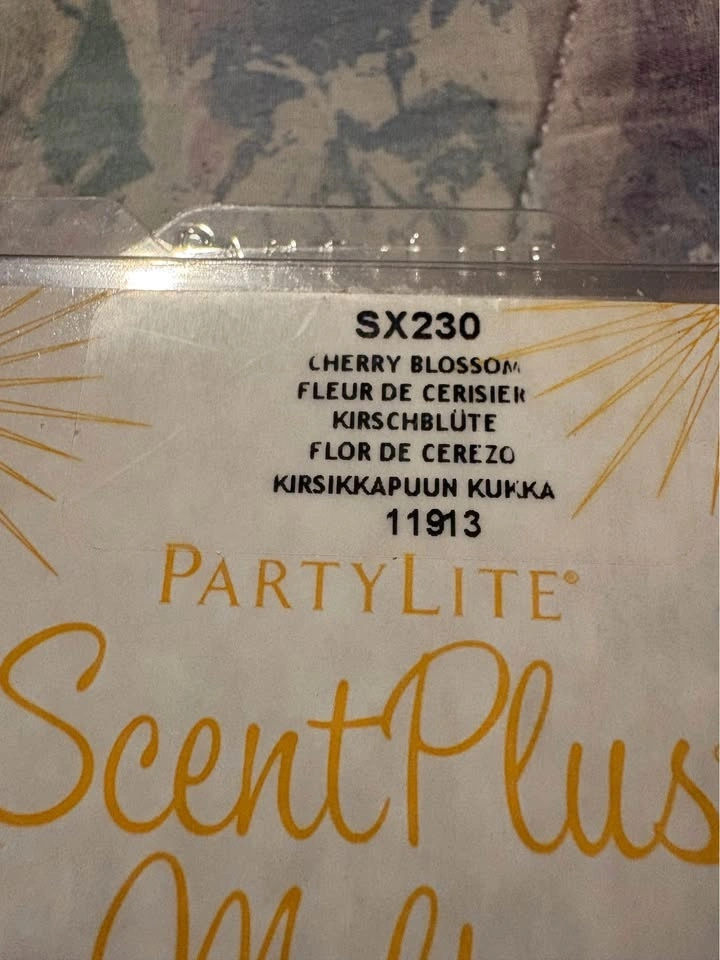 SX230
CHERRY BLOSSOM
FLEUR DE CERISIER
KIRSCHBLÜTE
FLOR DE CEREZO
KIRSIKKAPUUN KUKKA
11913
PARTYLITE®
ScentPlus